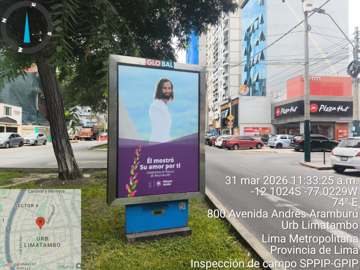 GLOBAL
Él mostró
Su amor por ti
Pizza Hut
Pizza Hut
31 mar 2026 11:33:25 a.m.
-12.1024S -77.0229W
74° E
800 Avenida Andrés Aramburú
Urb Limatambo
Lima Metropolitana
Provincia de Lima
Inspección de campo SPPIP-GPIP
URB
LIMATAMBO